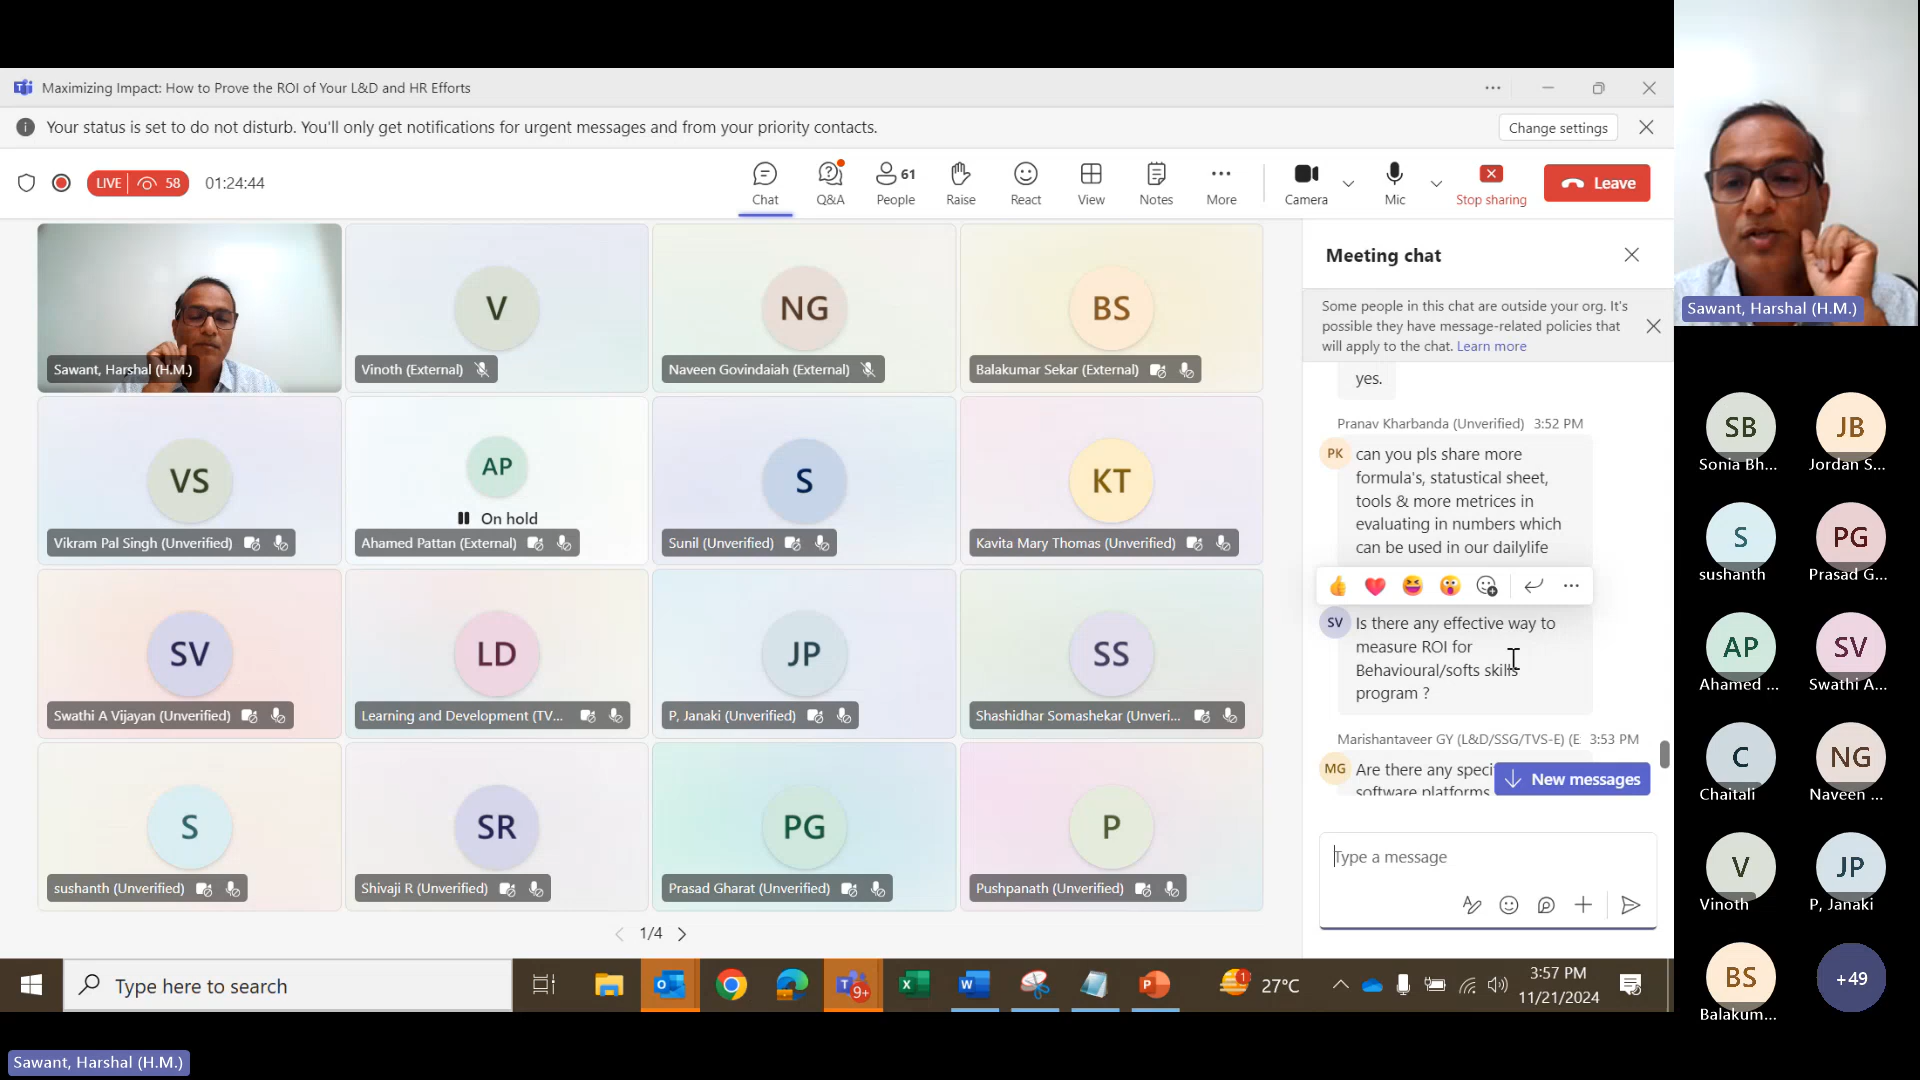 Maximizing Impact: How to Prove the ROI of Your L&D and HR Efforts
Your status is set to do not disturb. You'll only get notifications for urgent messages and from your priority contacts.
Change settings
LIVE 58 01:24:44
Chat
Q&A
61
People
Raise
React
View
Notes
More
Camera
Mic
Stop sharing
Leave
Sawant, Harshal (H.M.)
V
Vinoth (External)
NG
Naveen Govindaiah (External)
BS
Balakumar Sekar (External)
VS
Vikram Pal Singh (Unverified)
AP
On hold
Ahamed Pattan (External)
S
Sunil (Unverified)
KT
Kavita Mary Thomas (Unverified)
SV
Swathi A Vijayan (Unverified)
LD
Learning and Development (TV...
JP
P, Janaki (Unverified)
SS
Shashidhar Somashekar (Unveri...
S
sushanth (Unverified)
SR
Shivaji R (Unverified)
PG
Prasad Gharat (Unverified)
P
Pushpanath (Unverified)
1/4
Meeting chat
Some people in this chat are outside your org. It's
possible they have message-related policies that
will apply to the chat. Learn more
yes.
Pranav Kharbanda (Unverified) 3:52 PM
PK
can you pls share more
formula's, statustical sheet,
tools & more metrices in
evaluating in numbers which
can be used in our dailylife
SV
Is there any effective way to
measure ROI for
Behavioural/softs skills
program ?
Marishantaveer GY (L&D/SSG/TVS-E) (E 3:53 PM
MG
Are there any speci
software platforms
New messages
Type a message
Type here to search
9+
1
27°C
3:57 PM
11/21/2024
Sawant, Harshal (H.M.)
SB
Sonia Bh...
JB
Jordan S...
S
sushanth
PG
Prasad G...
AP
Ahamed ...
SV
Swathi A...
C
Chaitali
NG
Naveen ...
V
Vinoth
JP
P, Janaki
BS
Balakum...
+49
Sawant, Harshal (H.M.)